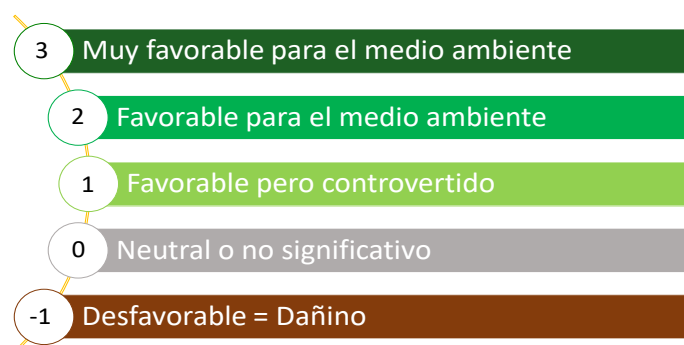 3 Muy favorable para el medio ambiente
2 Favorable para el medio ambiente
1 Favorable pero controvertido
0 Neutral o no significativo
-1 Desfavorable = Dañino